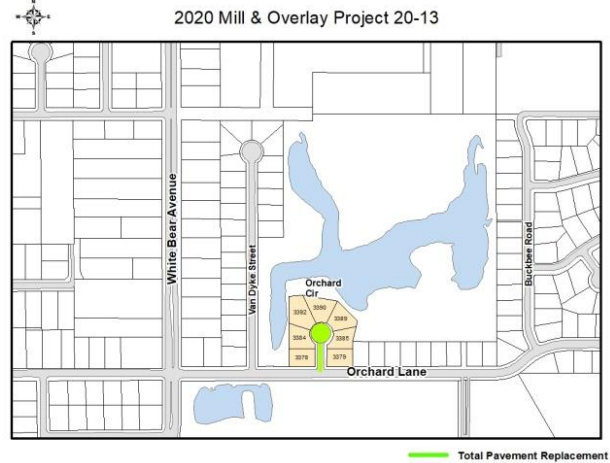 N
W
E
S
2020 Mill & Overlay Project 20-13
White Bear Avenue
Van Dyke Street
Buckbee Road
Orchard
Cir
3390
3392
3389
3384
3385
3378
3379
Orchard Lane
Total Pavement Replacement